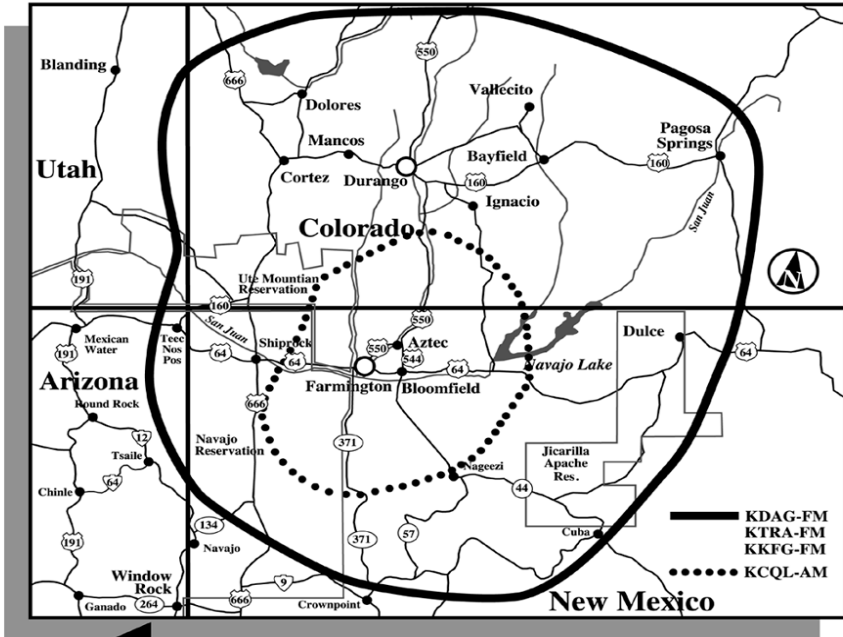 550
Blanding
666
Vallecito
Dolores
Mancos
Pagosa
Springs
Bayfield
160
Cortez
Durango
160
Utah
Ignacio
San Juan
Colorado
191
Ute Mountian
Reservation
N
160
San Juan
550
Mexican
Water
Teec
Nos
Pos
Shiprock
550
Aztec
Dulce
191
64
64
544
64
64
Navajo Lake
Arizona
Farmington
Bloomfield
Round Rock
666
12
Navajo
Reservation
371
Jicarilla
Apache
Res.
Tsaile
Nageezi
64
Chinle
44
134
KDAG-FM
57
Cuba
KTRA-FM
191
Navajo
371
KKFG-FM
Window
Rock
9
KCQL-AM
Ganado
264
666
Crownpoint
New Mexico